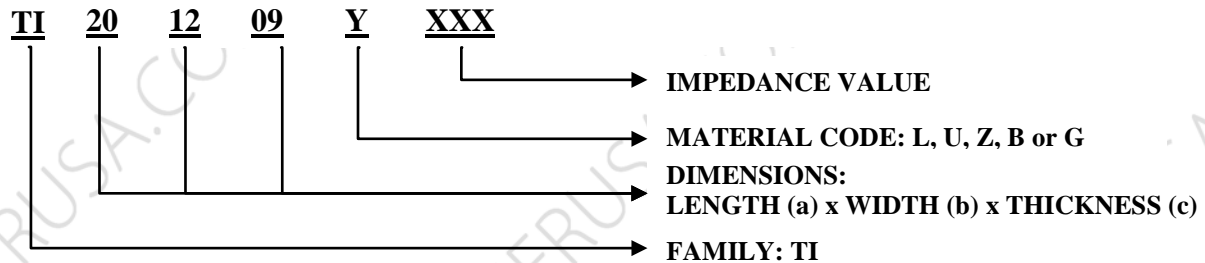 TI 20 12 09 Y XXX
IMPEDANCE VALUE
MATERIAL CODE: L, U, Z, B or G
DIMENSIONS:
LENGTH (a) x WIDTH (b) x THICKNESS (c)
FAMILY: TI